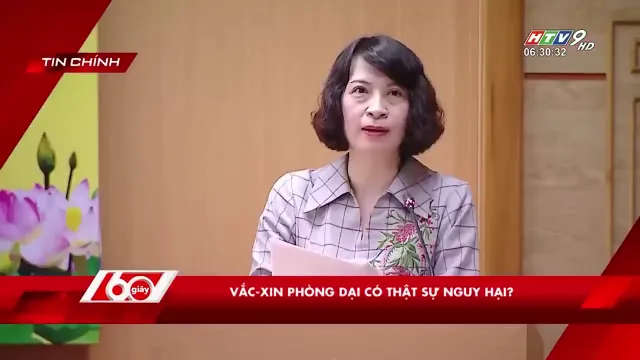 TIN CHÍNH
HTV9 HD
06:30:32
60 giây
VẮC-XIN PHÒNG DẠI CÓ THẬT SỰ NGUY HẠI?